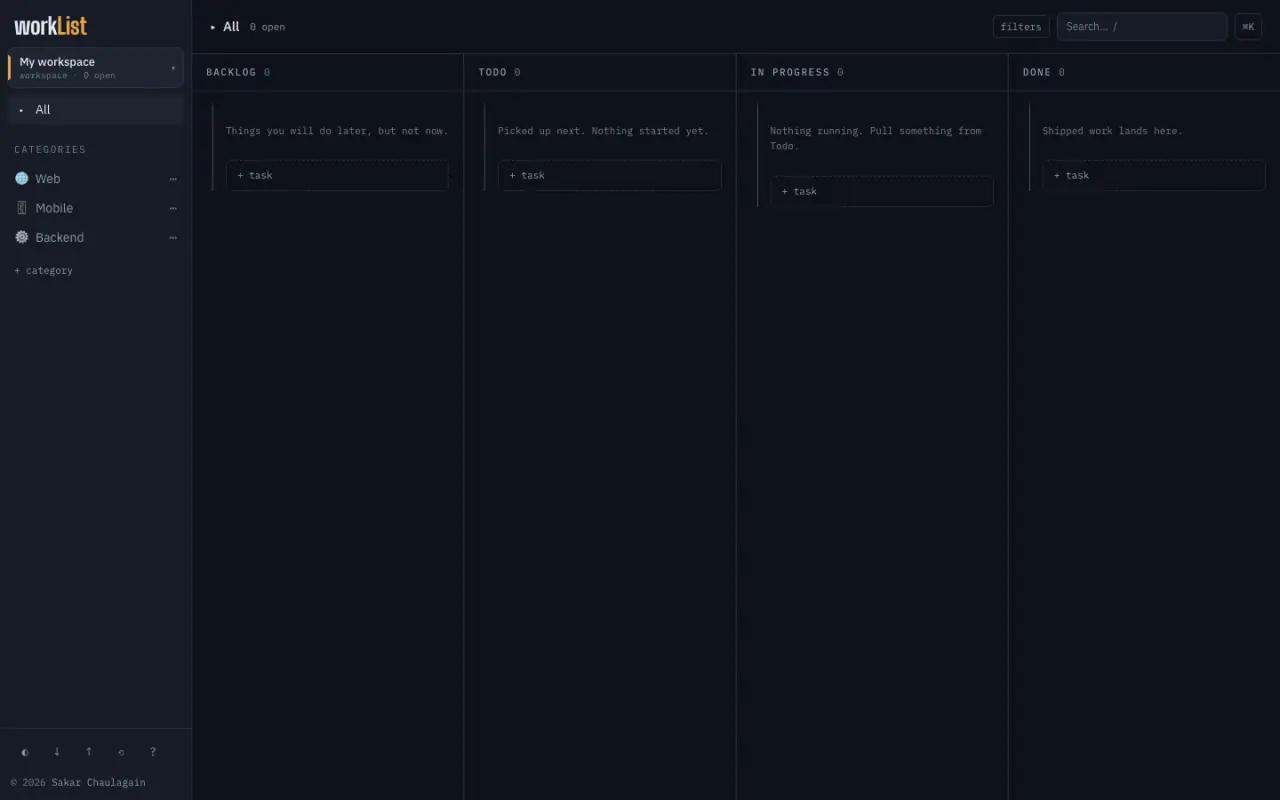 workList
My workspace
workspace · 0 open
All
CATEGORIES
Web
Mobile
Backend
+ category
© 2026 Sakar Chaulagain
All 0 open
filters
Search... /
⌘K
BACKLOG 0
Things you will do later, but not now.
+ task
TODO 0
Picked up next. Nothing started yet.
+ task
IN PROGRESS 0
Nothing running. Pull something from
Todo.
+ task
DONE 0
Shipped work lands here.
+ task
?